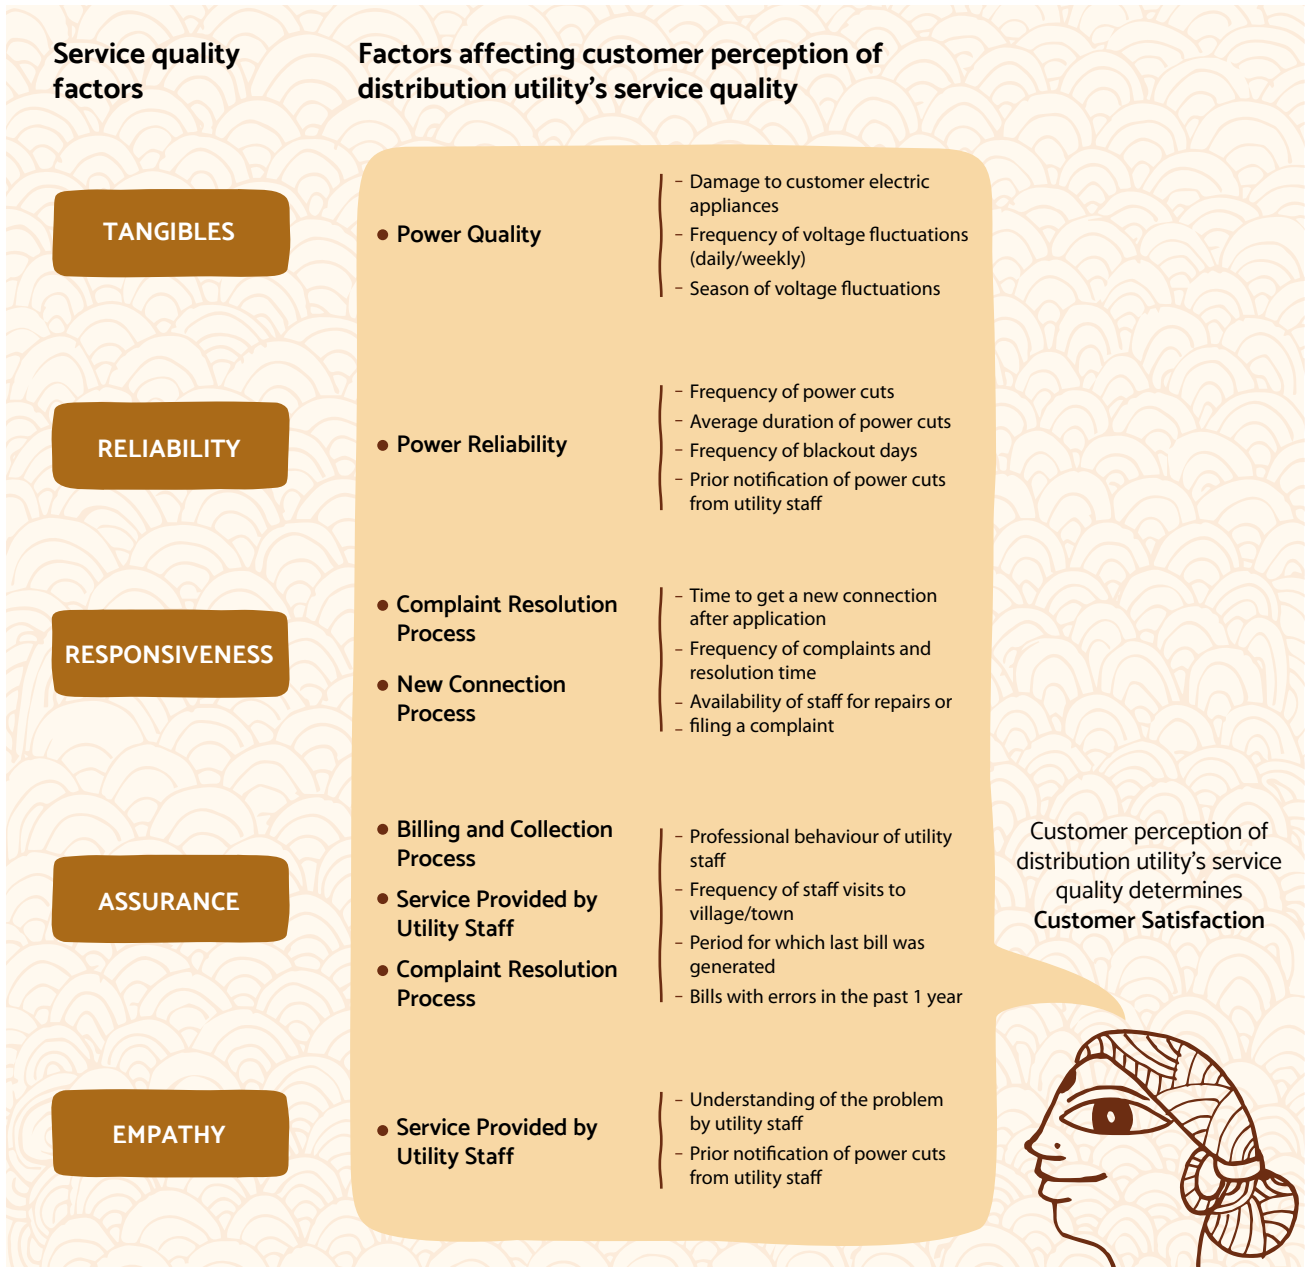 Service quality
factors
Factors affecting customer perception of
distribution utility's service quality
TANGIBLES
• Power Quality
– Damage to customer electric
appliances
– Frequency of voltage fluctuations
(daily/weekly)
– Season of voltage fluctuations
RELIABILITY
• Power Reliability
– Frequency of power cuts
– Average duration of power cuts
– Frequency of blackout days
– Prior notification of power cuts
from utility staff
RESPONSIVENESS
• Complaint Resolution
Process
• New Connection
Process
– Time to get a new connection
after application
– Frequency of complaints and
resolution time
– Availability of staff for repairs or
– filing a complaint
ASSURANCE
• Billing and Collection
Process
• Service Provided by
Utility Staff
• Complaint Resolution
Process
– Professional behaviour of utility
staff
– Frequency of staff visits to
village/town
– Period for which last bill was
generated
– Bills with errors in the past 1 year
EMPATHY
• Service Provided by
Utility Staff
– Understanding of the problem
by utility staff
– Prior notification of power cuts
from utility staff
Customer perception of
distribution utility's service
quality determines
Customer Satisfaction